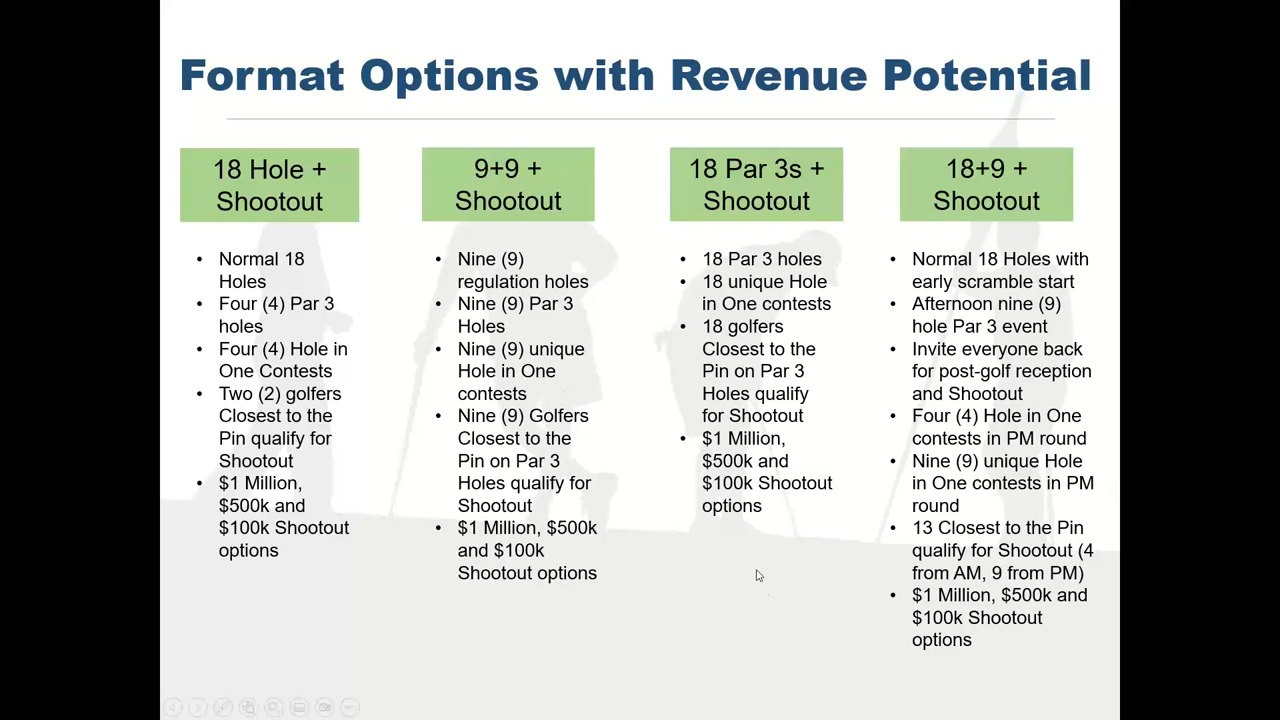 Format Options with Revenue Potential
18 Hole +
Shootout
• Normal 18
Holes
• Four (4) Par 3
holes
• Four (4) Hole in
One Contests
• Two (2) golfers
Closest to the
Pin qualify for
Shootout
• $1 Million,
$500k and
$100k Shootout
options
9+9 +
Shootout
• Nine (9)
regulation holes
• Nine (9) Par 3
Holes
• Nine (9) unique
Hole in One
contests
• Nine (9) Golfers
Closest to the
Pin on Par 3
Holes qualify for
Shootout
• $1 Million, $500k
and $100k
Shootout options
18 Par 3s +
Shootout
• 18 Par 3 holes
• 18 unique Hole
in One contests
• 18 golfers
Closest to the
Pin on Par 3
Holes qualify
for Shootout
• $1 Million,
$500k and
$100k Shootout
options
18+9 +
Shootout
• Normal 18 Holes with
early scramble start
• Afternoon nine (9)
hole Par 3 event
• Invite everyone back
for post-golf reception
and Shootout
• Four (4) Hole in One
contests in PM round
• Nine (9) unique Hole
in One contests in PM
round
• 13 Closest to the Pin
qualify for Shootout (4
from AM, 9 from PM)
• $1 Million, $500k and
$100k Shootout
options